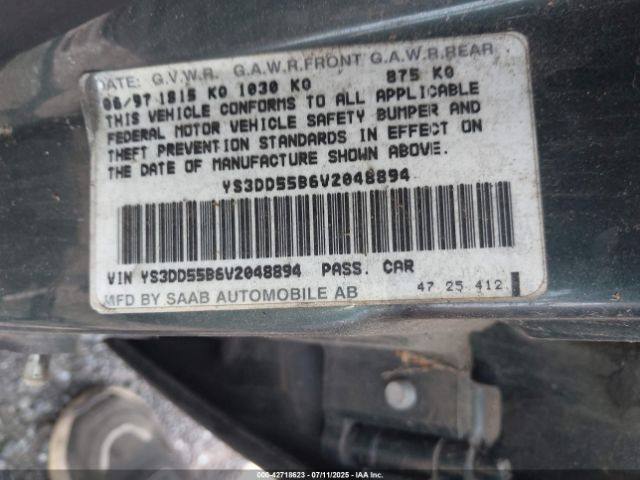 DATE: G.V.W.R. G.A.W.R.FRONT G.A.W.R.REAR
06/97 1815 KG 1030 KG 875 KG
THIS VEHICLE CONFORMS TO ALL APPLICABLE
FEDERAL MOTOR VEHICLE SAFETY BUMPER AND
THEFT PREVENTION STANDARDS IN EFFECT ON
THE DATE OF MANUFACTURE SHOWN ABOVE.
YS3DD55B6V2048894
VIN YS3DD55B6V2048894 PASS. CAR
MFD BY SAAB AUTOMOBILE AB 47 25 412
000-42718623 - 07/11/2025 - IAA Inc.